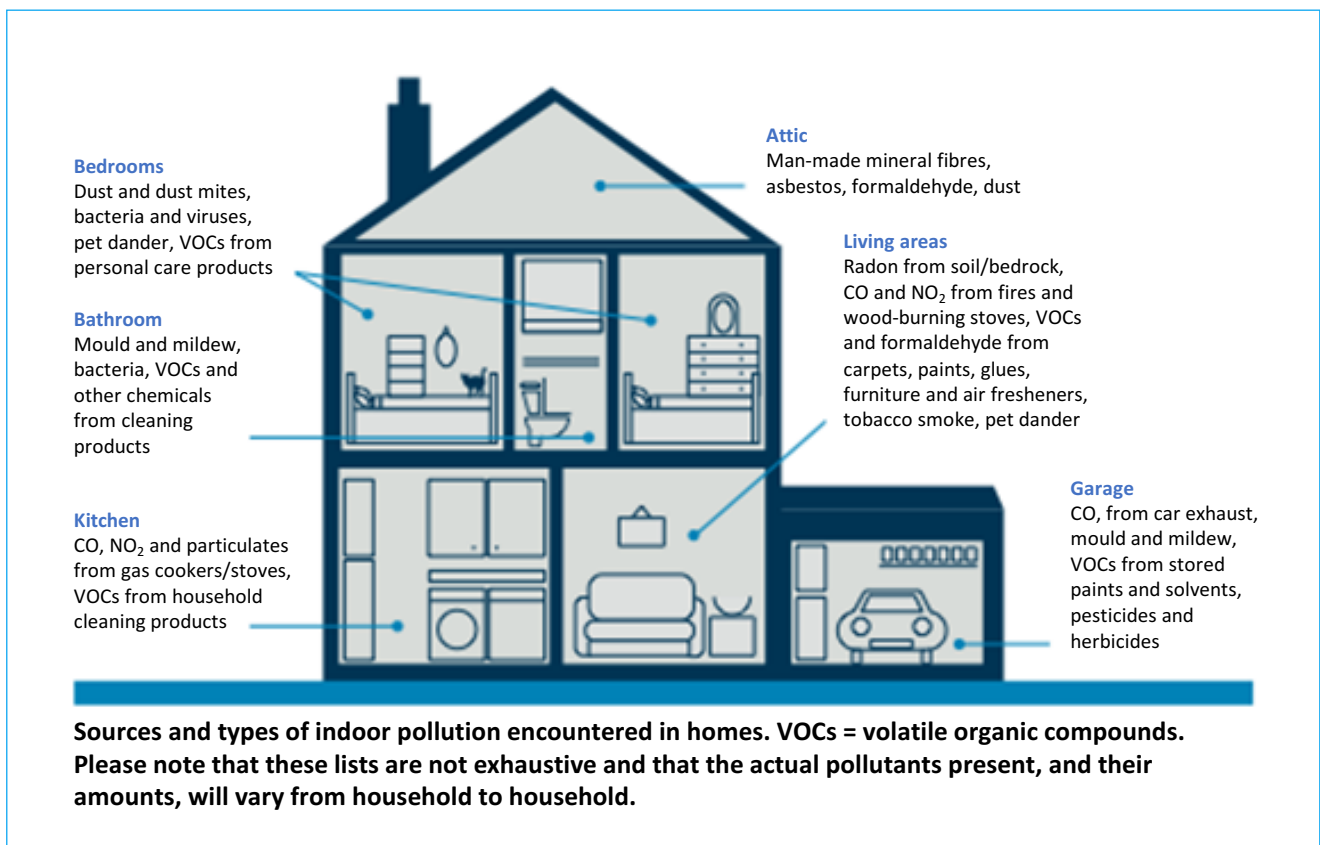 Bedrooms
Dust and dust mites,
bacteria and viruses,
pet dander, VOCs from
personal care products
Bathroom
Mould and mildew,
bacteria, VOCs and
other chemicals
from cleaning
products
Kitchen
CO, NO₂ and particulates
from gas cookers/stoves,
VOCs from household
cleaning products
Attic
Man-made mineral fibres,
asbestos, formaldehyde, dust
Living areas
Radon from soil/bedrock,
CO and NO₂ from fires and
wood-burning stoves, VOCs
and formaldehyde from
carpets, paints, glues,
furniture and air fresheners,
tobacco smoke, pet dander
Garage
CO, from car exhaust,
mould and mildew,
VOCs from stored
paints and solvents,
pesticides and
herbicides
Sources and types of indoor pollution encountered in homes. VOCs = volatile organic compounds.
Please note that these lists are not exhaustive and that the actual pollutants present, and their
amounts, will vary from household to household.